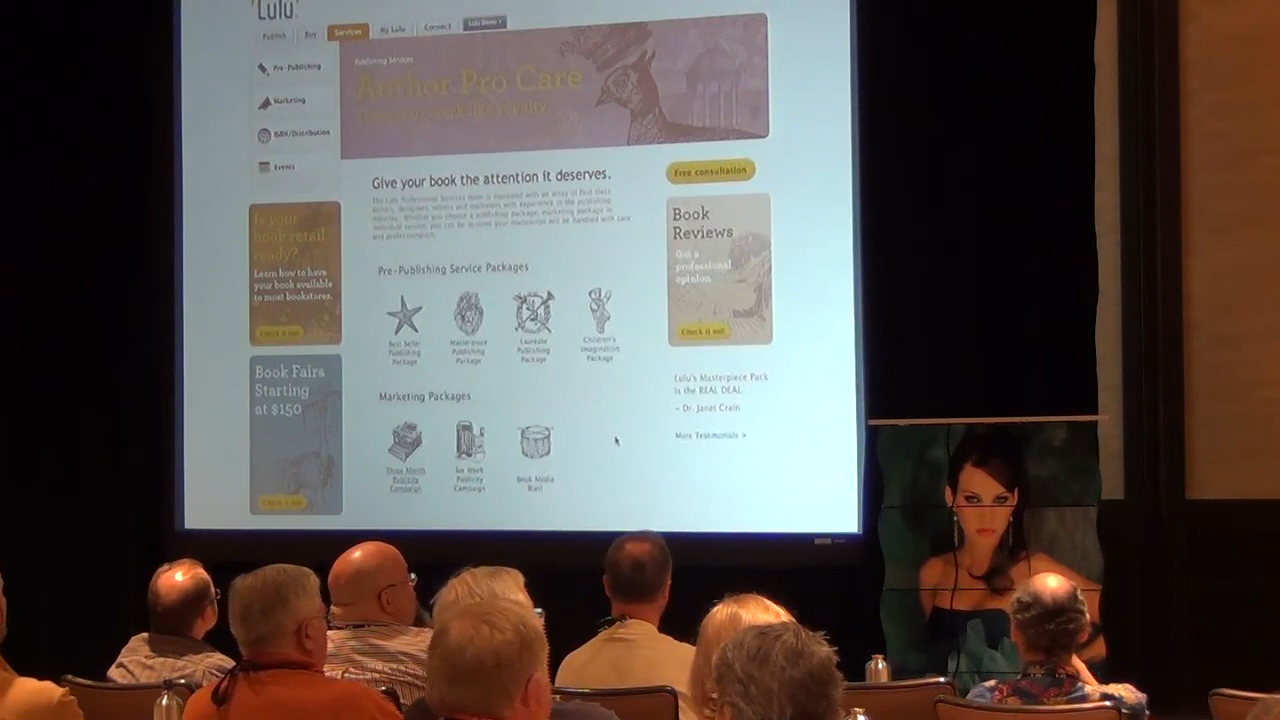 Lulu
Publish
Buy
Services
My Lulu
Connect
Pre-Publishing
Marketing
ISBN/Distribution
Events
Publishing Services
Author Pro Care
Give your book the attention it deserves.
Free consultation
Is your
book retail
ready?
Learn how to have
your book available
to most bookstores.
Check it out
Book
Reviews
Get a
professional
opinion.
Check it out
Pre-Publishing Service Packages
Best Seller
Publishing
Package
Masterpiece
Publishing
Package
Laureate
Publishing
Package
Children's
Imagination
Package
Book Fairs
Starting
at $150
Check it out
Lulu's Masterpiece Pack
is the REAL DEAL.
– Dr. Janet Crain
More Testimonials >
Marketing Packages
Three Month
Publicity
Campaign
Six Week
Publicity
Campaign
Book Media
Blast